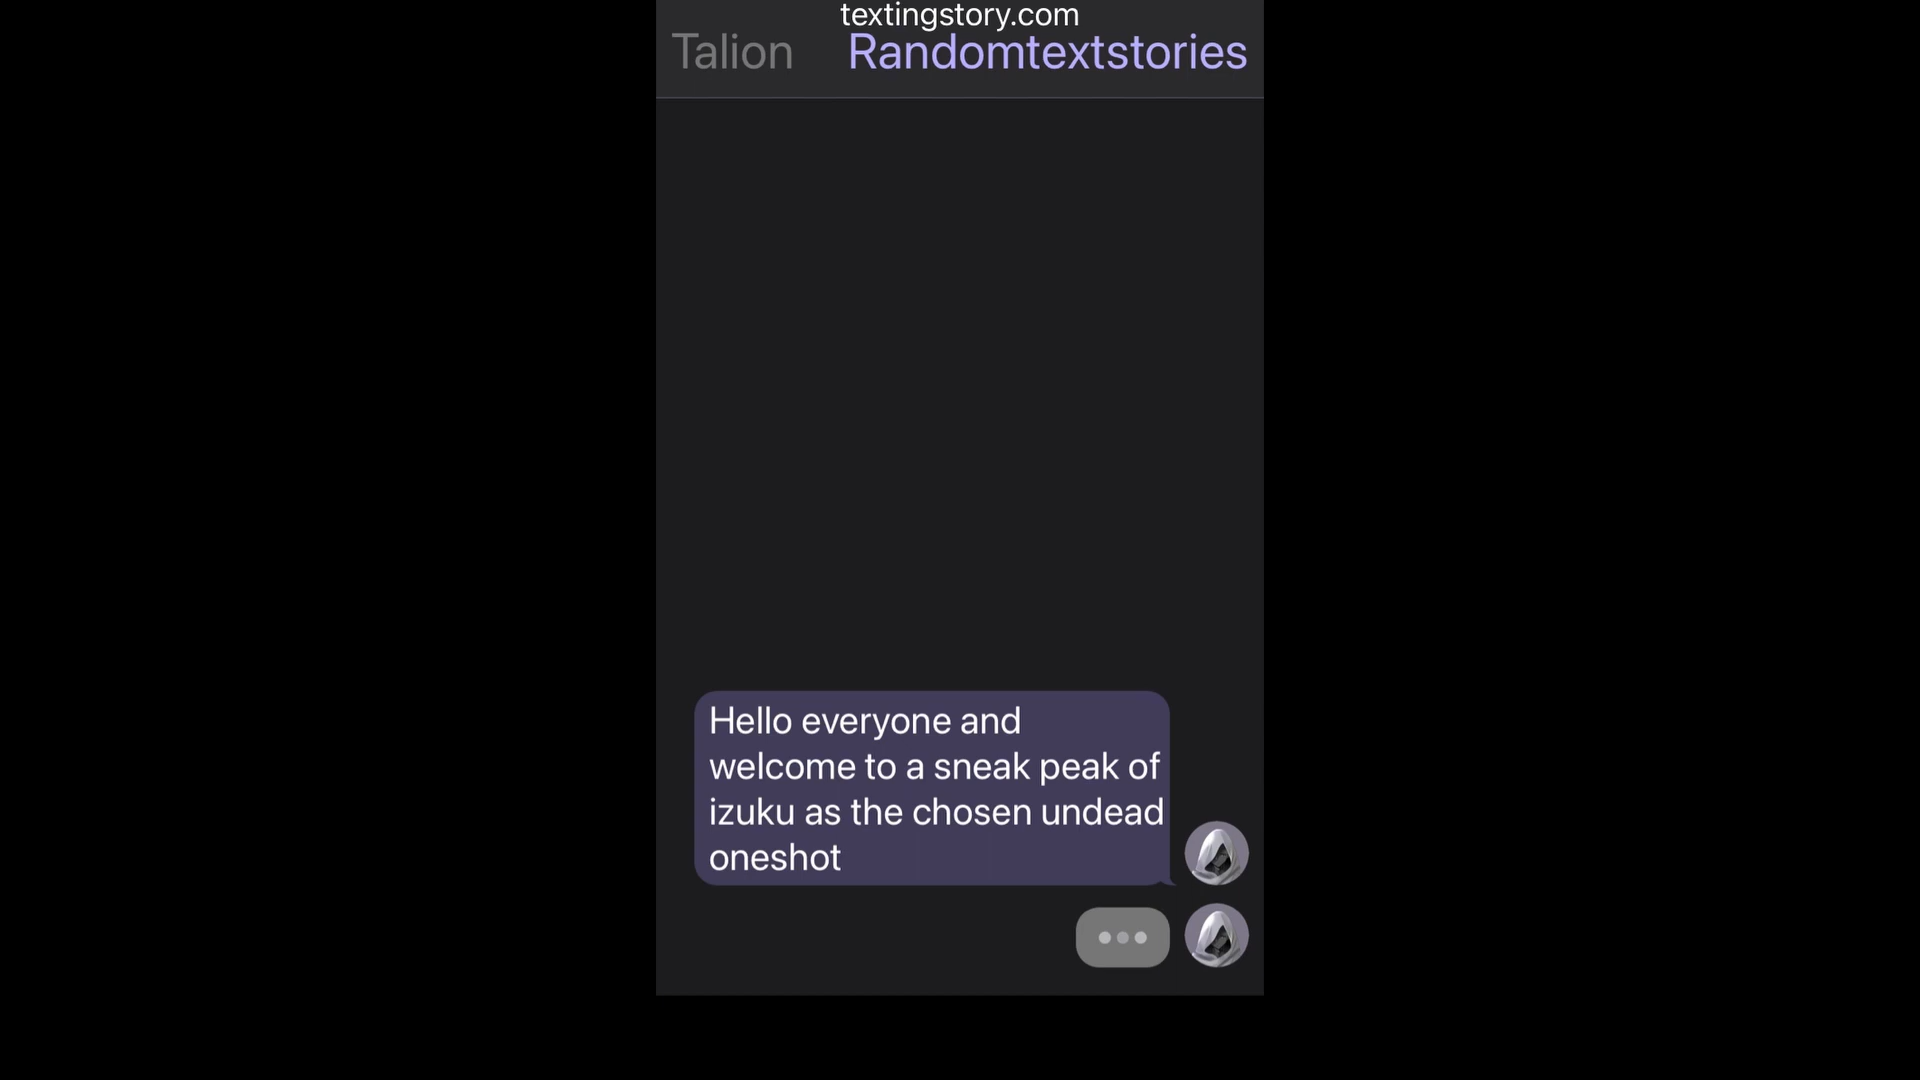 textingstory.com
Talion Randomtextstories
Hello everyone and
welcome to a sneak peak of
izuku as the chosen undead
oneshot